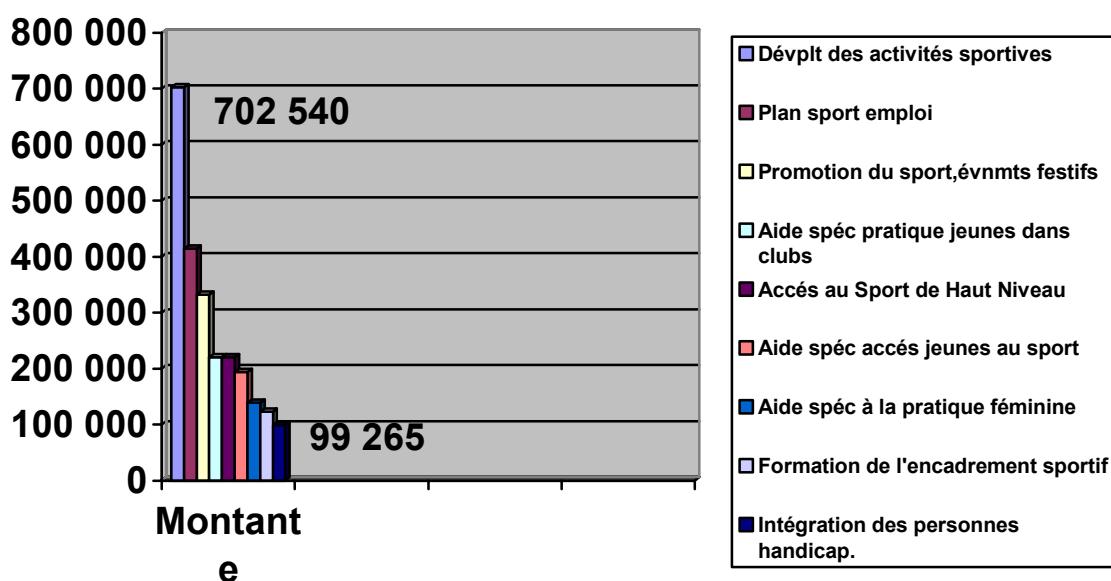 800 000
700 000
600 000
500 000
400 000
300 000
200 000
100 000
0
702 540
99 265
Montant
e
Dévplt des activités sportives
Plan sport emploi
Promotion du sport,évnmts festifs
Aide spéc pratique jeunes dans
clubs
Accés au Sport de Haut Niveau
Aide spéc accés jeunes au sport
Aide spéc à la pratique féminine
Formation de l'encadrement sportif
Intégration des personnes
handicap.